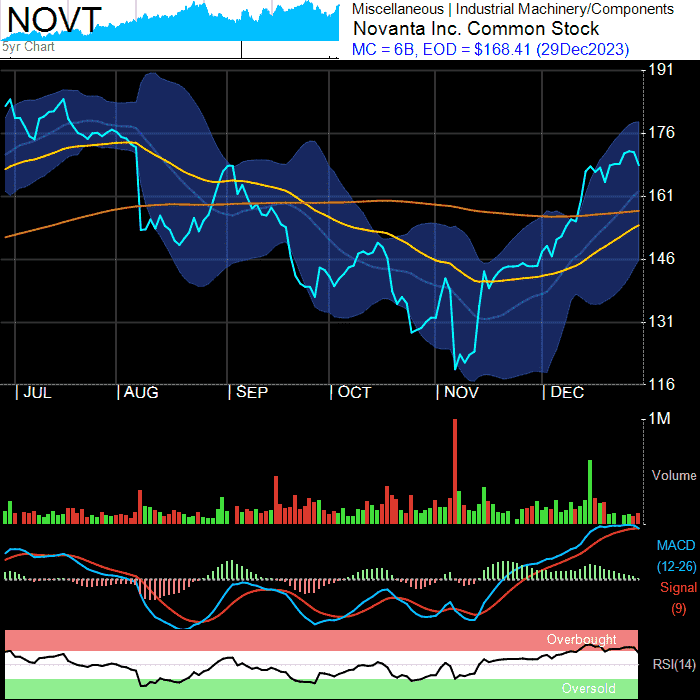 NOVT
5yr Chart
Miscellaneous | Industrial Machinery/Components
Novanta Inc. Common Stock
MC = 6B, EOD = $168.41 (29Dec2023)
191
176
161
146
131
116
JUL AUG SEP OCT NOV DEC
1M
Volume
MACD
(12-26)
Signal
(9)
Overbought
RSI(14)
Oversold